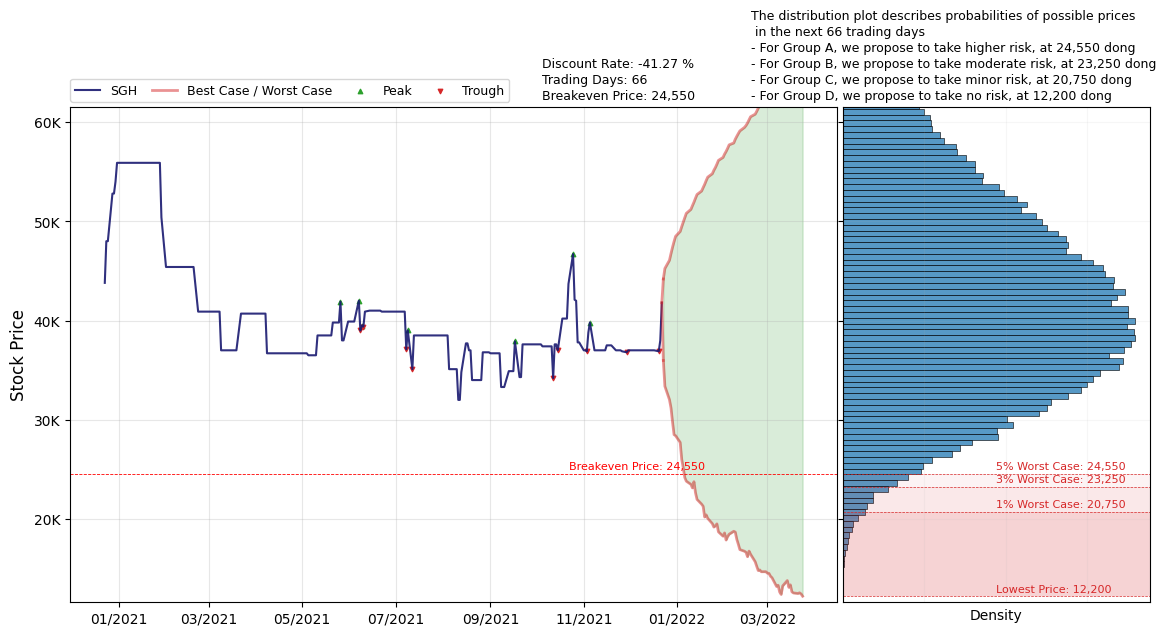 The distribution plot describes probabilities of possible prices
in the next 66 trading days
- For Group A, we propose to take higher risk, at 24,550 dong
- For Group B, we propose to take moderate risk, at 23,250 dong
- For Group C, we propose to take minor risk, at 20,750 dong
- For Group D, we propose to take no risk, at 12,200 dong
Discount Rate: -41.27 %
Trading Days: 66
Breakeven Price: 24,550
SGH
Best Case / Worst Case
Peak
Trough
Stock Price
60K
50K
40K
30K
20K
Breakeven Price: 24,550
5% Worst Case: 24,550
3% Worst Case: 23,250
1% Worst Case: 20,750
Lowest Price: 12,200
01/2021
03/2021
05/2021
07/2021
09/2021
11/2021
01/2022
03/2022
Density